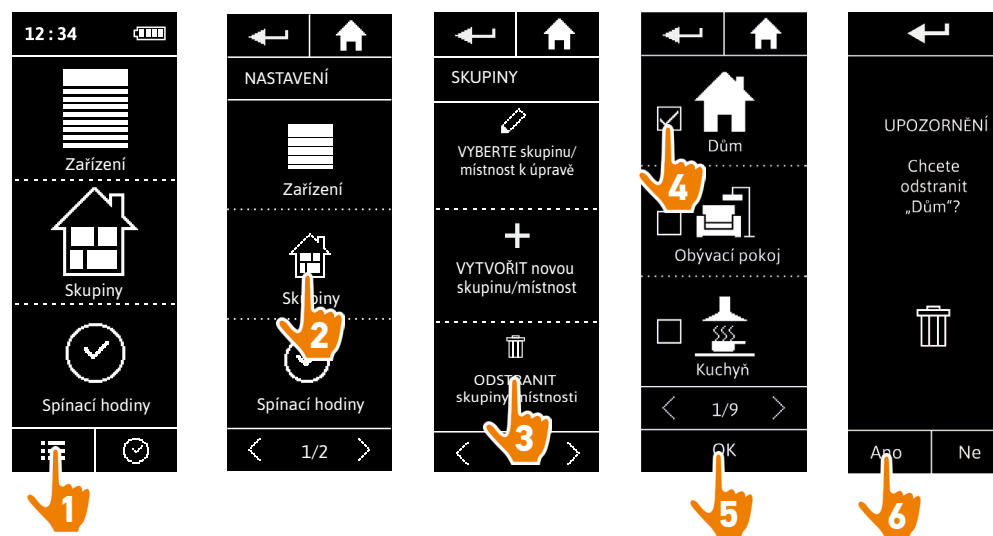 12:34
Zařízení
Skupiny
Spínací hodiny
1
NASTAVENÍ
Zařízení
Skupiny
2
Spínací hodiny
1/2
SKUPINY
VYBERTE skupinu/
místnost k úpravě
VYTVOŘIT novou
skupinu/místnost
ODSTRANIT
skupiny/místnosti
3
Dům
4
Obývací pokoj
Kuchyň
1/9
OK
5
UPOZORNĚNÍ
Chcete
odstranit
„Dům“?
Ano
Ne
6